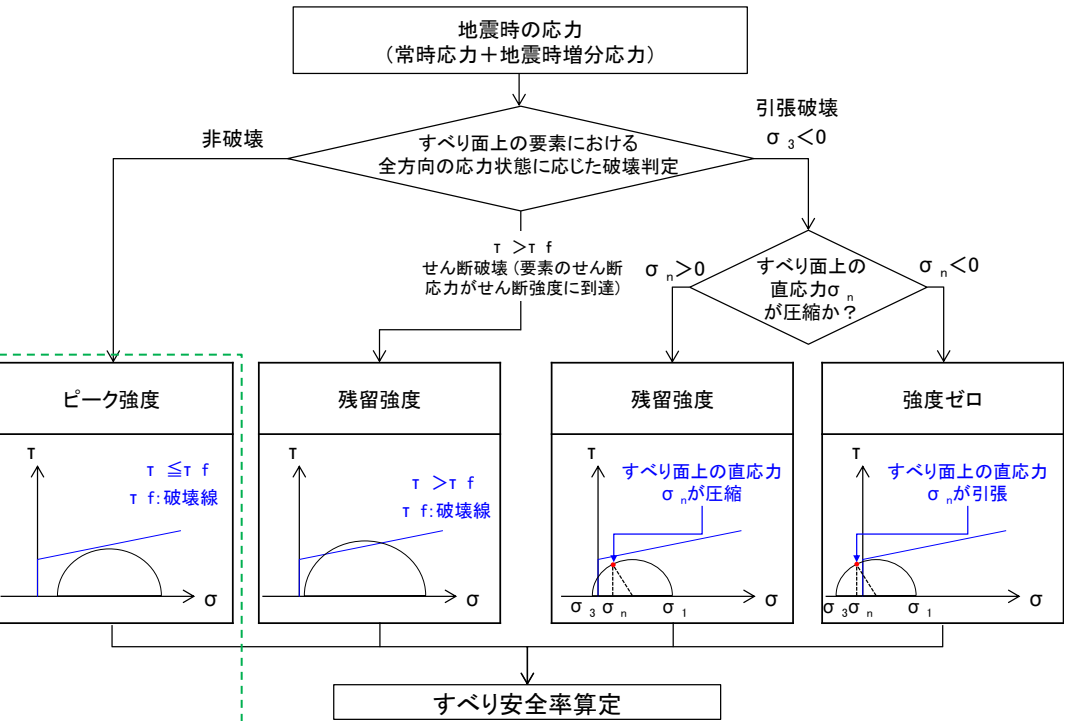 地震時の応力
（常時応力＋地震時増分応力）
引張破壊
σ₃＜0
非破壊
すべり面上の要素における
全方向の応力状態に応じた破壊判定
τ＞τf
せん断破壊（要素のせん断
応力がせん断強度に到達）
σₙ＞0
すべり面上の
直応力σₙ
が圧縮か？
σₙ＜0
ピーク強度
τ
τ≦τf
τf:破壊線
σ
残留強度
τ
τ＞τf
τf:破壊線
σ
残留強度
τ
すべり面上の直応力
σₙが圧縮
σ
σ₃ σₙ σ₁
強度ゼロ
τ
すべり面上の直応力
σₙが引張
σ
σ₃σₙ σ₁
すべり安全率算定